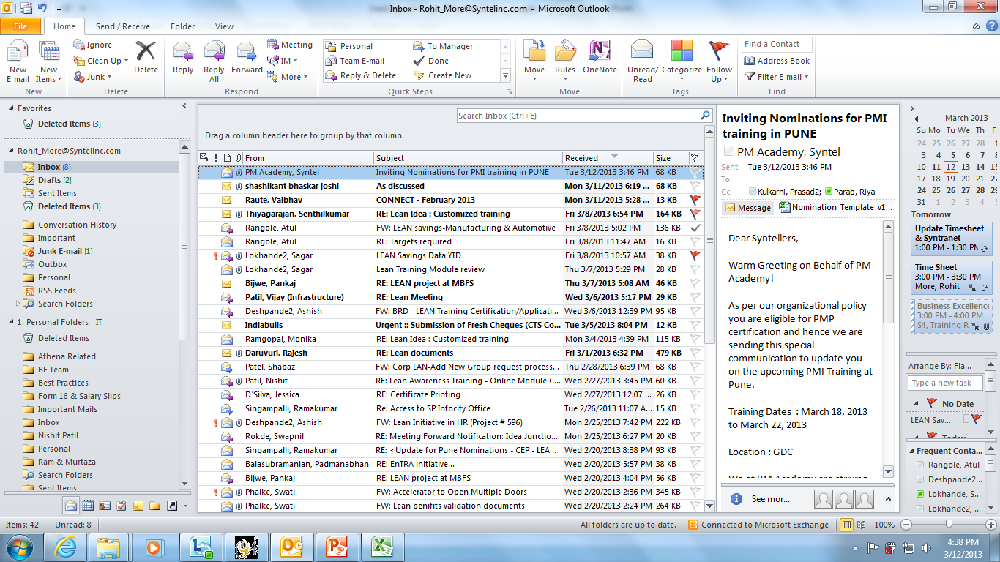 Inbox - Rohit_More@Syntelinc.com - Microsoft Outlook
File Home Send / Receive Folder View
New E-mail
New Items
New
Ignore
Clean Up
Junk
Delete
Delete
Reply
Reply All
Forward
Meeting
IM
More
Respond
Personal
Team E-mail
Reply & Delete
To Manager
Done
Create New
Quick Steps
Move
Rules
OneNote
Move
Unread/ Read
Categorize
Follow Up
Tags
Find a Contact
Address Book
Filter E-mail
Find
Favorites
Deleted Items (3)
Rohit_More@Syntelinc.com
Inbox (8)
Drafts [2]
Sent Items
Deleted Items (3)
Conversation History
Important
Junk E-mail [1]
Outbox
Personal
RSS Feeds
Search Folders
1. Personal Folders - IT
Deleted Items
Athena Related
BE Team
Best Practices
Form 16 & Salary Slips
Important Mails
Inbox
Nishit Patil
Personal
Ram & Murtaza
Search Folders
Sent Items
Search Inbox (Ctrl+E)
Drag a column header here to group by that column.
From Subject Received Size
PM Academy, Syntel Inviting Nominations for PMI training in PUNE Tue 3/12/2013 3:46 PM 68 KB
shashikant bhaskar joshi As discussed Mon 3/11/2013 6:19 ... 68 KB
Raute, Vaibhav CONNECT - February 2013 Mon 3/11/2013 5:28 ... 13 KB
Thiyagarajan, Senthilkumar RE: Lean Idea : Customized training Fri 3/8/2013 6:54 PM 164 KB
Rangole, Atul FW: LEAN savings-Manufacturing & Automotive Fri 3/8/2013 5:02 PM 136 KB
Rangole, Atul RE: Targets required Fri 3/8/2013 11:47 AM 16 KB
Lokhande2, Sagar LEAN Savings Data YTD Fri 3/8/2013 10:57 AM 38 KB
Lokhande2, Sagar Lean Training Module review Thu 3/7/2013 5:29 PM 28 KB
Bijwe, Pankaj RE: LEAN project at MBFS Thu 3/7/2013 5:08 AM 46 KB
Patil, Vijay (Infrastructure) RE: Lean Meeting Wed 3/6/2013 5:17 PM 29 KB
Deshpande2, Ashish FW: BRD - LEAN Training Certification/Applicati... Wed 3/6/2013 12:39 PM 95 KB
Indiabulls Urgent :: Submission of Fresh Cheques (CTS Co... Tue 3/5/2013 8:04 PM 12 KB
Ramgopal, Monika RE: Lean Idea : Customized training Mon 3/4/2013 4:39 PM 115 KB
Daruvuri, Rajesh RE: Lean documents Fri 3/1/2013 6:32 PM 479 KB
Patel, Shabaz FW: Corp LAN-Add New Group request process... Thu 2/28/2013 6:39 PM 68 KB
Patil, Nishit RE: Lean Awareness Training - Online Module C... Wed 2/27/2013 3:45 PM 60 KB
D'Silva, Jessica RE: Certificate Printing Wed 2/27/2013 12:07 ... 26 KB
Singampalli, Ramakumar Re: Access to SP Infocity Office Tue 2/26/2013 11:07 A... 15 KB
Deshpande2, Ashish FW: Lean Initiative in HR (Project # 596) Mon 2/25/2013 7:42 PM 222 KB
Rokde, Swapnil RE: Meeting Forward Notification: Idea Junctio... Mon 2/25/2013 6:27 PM 20 KB
Singampalli, Ramakumar RE: <Update for Pune Nominations - CEP - LEA... Wed 2/20/2013 8:38 PM 93 KB
Balasubramanian, Padmanabhan RE: EnTRA initiative... Wed 2/20/2013 5:57 PM 38 KB
Bijwe, Pankaj RE: LEAN project at MBFS Wed 2/20/2013 4:04 PM 56 KB
Phalke, Swati FW: Accelerator to Open Multiple Doors Wed 2/20/2013 2:36 PM 345 KB
Phalke, Swati FW: Lean benifits validation documents Wed 2/20/2013 2:24 PM 264 KB
Inviting Nominations for PMI
training in PUNE
PM Academy, Syntel
Sent: Tue 3/12/2013 3:46 PM
To:
Cc: Kulkarni, Prasad2; Parab, Riya
Message Nomination_Template_v1...
Dear Syntellers,
Warm Greeting on Behalf of PM
Academy!
As per our organizational policy
you are eligible for PMP
certification and hence we are
sending this special
communication to update you
on the upcoming PMI Training at
Pune.
Training Dates : March 18, 2013
to March 22, 2013
Location : GDC
We at PM Academy are striving
See mor...
March 2013
Su Mo Tu We Th F
24 25 26 27 28 1
3 4 5 6 7 8
10 11 12 13 14 15
17 18 19 20 21 22
24 25 26 27 28 29
31 1 2 3 4 5
Tomorrow
Update Timesheet
& Syntranet
1:00 PM - 1:30 PM
Time Sheet
3:00 PM - 3:30 PM
More, Rohit
Business Excellence
3:00 PM - 4:00 PM
S4, Training R
Arrange By: Fla...
Type a new task
No Date
LEAN Sav...
Today
Frequent Conta...
Rangole, Atul
Deshpande2...
Lokhande, S...
Lokhande2, ...
Items: 42 Unread: 8 All folders are up to date. Connected to Microsoft Exchange 100%
4:38 PM
3/12/2013